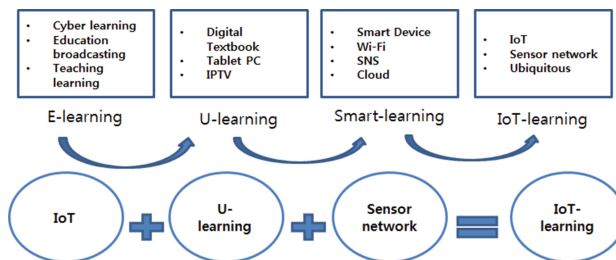 • Cyber learning
• Education
broadcasting
• Teaching
learning
E-learning
• Digital
Textbook
• Tablet PC
• IPTV
U-learning
• Smart Device
• Wi-Fi
• SNS
• Cloud
Smart-learning
• IoT
• Sensor network
• Ubiquitous
IoT-learning
IoT
U-
learning
Sensor
network
IoT-
learning